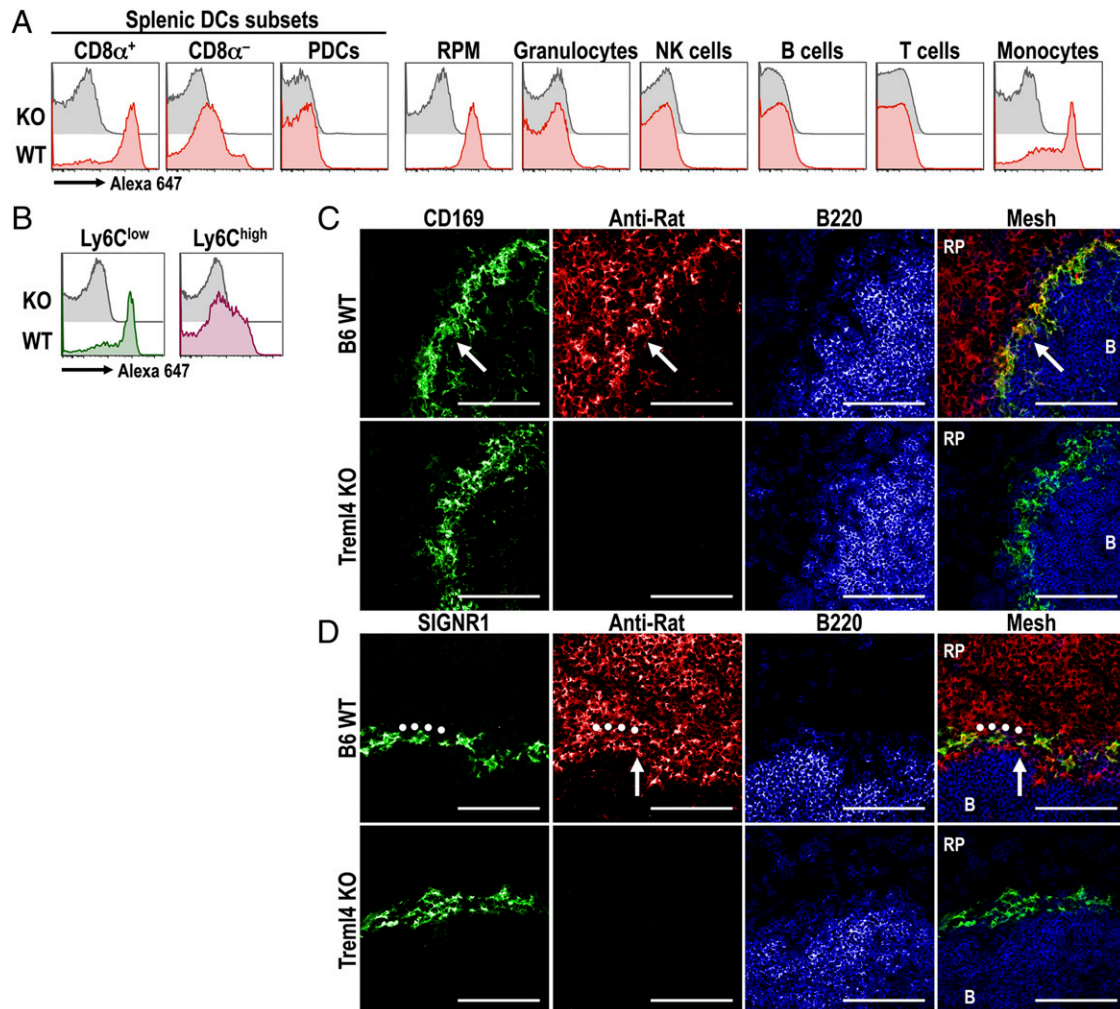 A
Splenic DCs subsets
CD8α⁺ CD8α⁻ PDCs RPM Granulocytes NK cells B cells T cells Monocytes
KO
WT
Alexa 647
B
Ly6Clow Ly6Chigh
KO
WT
Alexa 647
C
CD169 Anti-Rat B220 Mesh
B6 WT
RP
B
Treml4 KO
RP
B
D
SIGNR1 Anti-Rat B220 Mesh
B6 WT
RP
B
Treml4 KO
RP
B